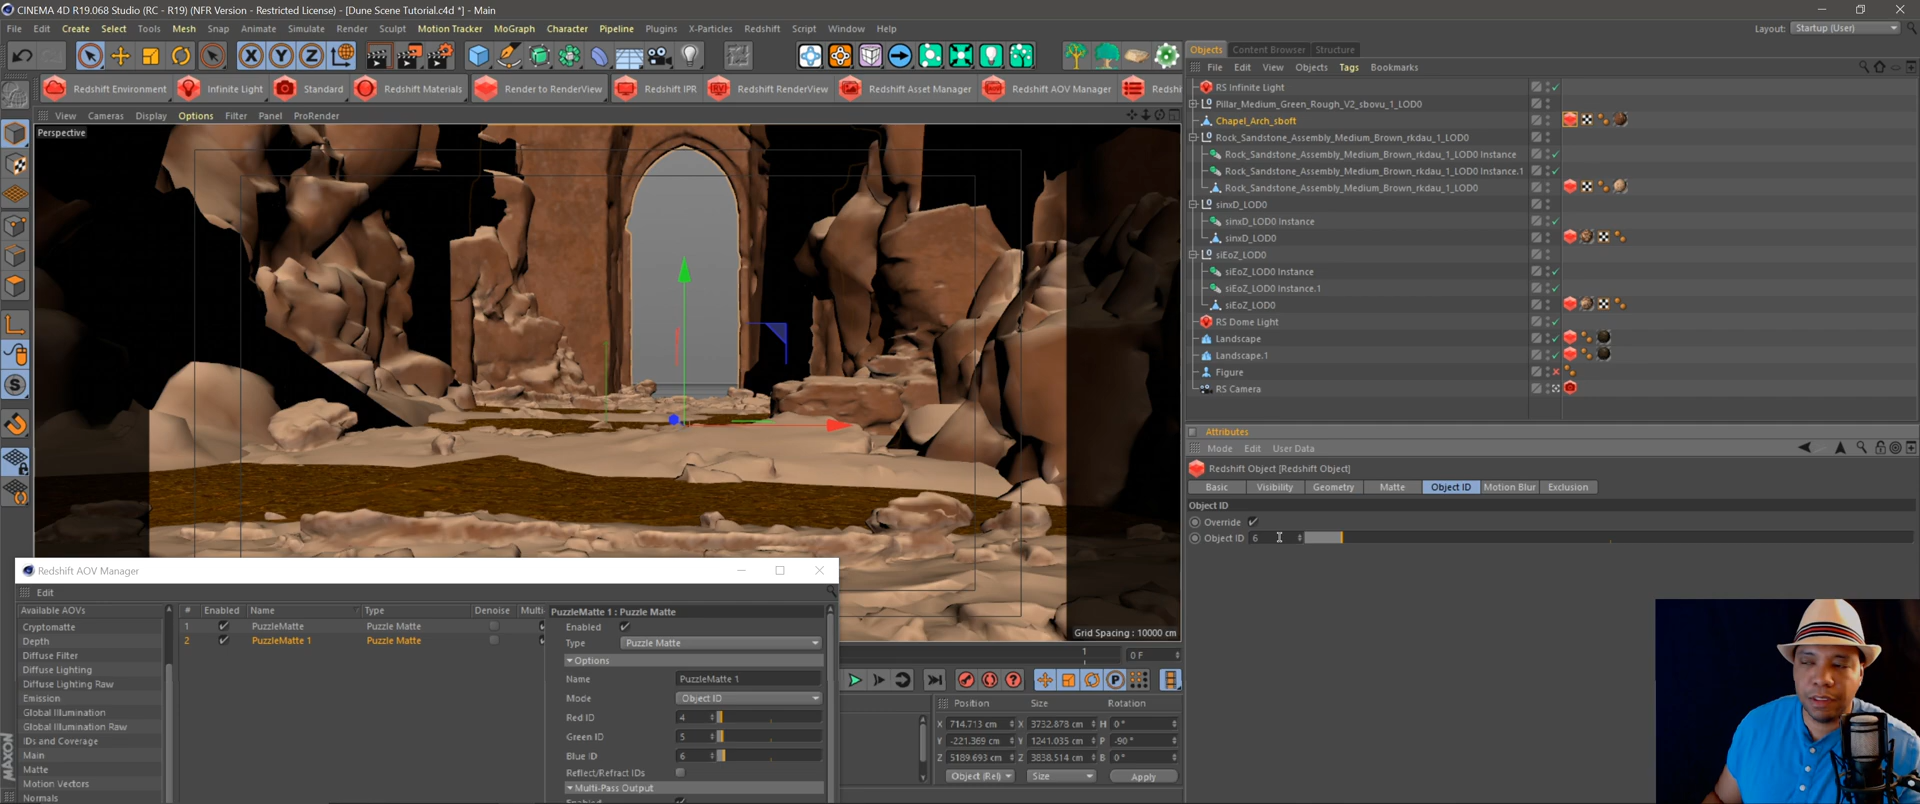 CINEMA 4D R19.068 Studio (RC - R19) (NFR Version - Restricted License) - [Dune Scene Tutorial.c4d *] - Main
File Edit Create Select Tools Mesh Snap Animate Simulate Render Sculpt Motion Tracker MoGraph Character Pipeline Plugins X-Particles Redshift Script Window Help
Layout: Startup (User)
X Y Z
Redshift Environment Infinite Light Standard Redshift Materials Render to RenderView Redshift IPR Redshift RenderView Redshift Asset Manager Redshift AOV Manager Redshi
View Cameras Display Options Filter Panel ProRender
Perspective
Grid Spacing : 10000 cm
Objects Content Browser Structure
File Edit View Objects Tags Bookmarks
RS Infinite Light
Pillar_Medium_Green_Rough_V2_sbovu_1_LOD0
Chapel_Arch_sboft
Rock_Sandstone_Assembly_Medium_Brown_rkdau_1_LOD0
Rock_Sandstone_Assembly_Medium_Brown_rkdau_1_LOD0 Instance
Rock_Sandstone_Assembly_Medium_Brown_rkdau_1_LOD0 Instance.1
Rock_Sandstone_Assembly_Medium_Brown_rkdau_1_LOD0
sinxD_LOD0
sinxD_LOD0 Instance
sinxD_LOD0
siEoZ_LOD0
siEoZ_LOD0 Instance
siEoZ_LOD0 Instance.1
siEoZ_LOD0
RS Dome Light
Landscape
Landscape.1
Figure
RS Camera
Attributes
Mode Edit User Data
Redshift Object [Redshift Object]
Basic Visibility Geometry Matte Object ID Motion Blur Exclusion
Object ID
Override
Object ID 6
Redshift AOV Manager
Edit
Available AOVs
Cryptomatte
Depth
Diffuse Filter
Diffuse Lighting
Diffuse Lighting Raw
Emission
Global Illumination
Global Illumination Raw
IDs and Coverage
Main
Matte
Motion Vectors
Normals
# Enabled Name Type Denoise Multi
1 PuzzleMatte Puzzle Matte
2 PuzzleMatte 1 Puzzle Matte
PuzzleMatte 1 : Puzzle Matte
Enabled
Type Puzzle Matte
Options
Name PuzzleMatte 1
Mode Object ID
Red ID 4
Green ID 5
Blue ID 6
Reflect/Refract IDs
Multi-Pass Output
1 0 F
Position Size Rotation
X 714.713 cm X 3732.878 cm H 0°
Y -221.369 cm Y 1241.035 cm P -90°
Z 5189.693 cm Z 3838.514 cm B 0°
Object (Rel) Size Apply
MAXON